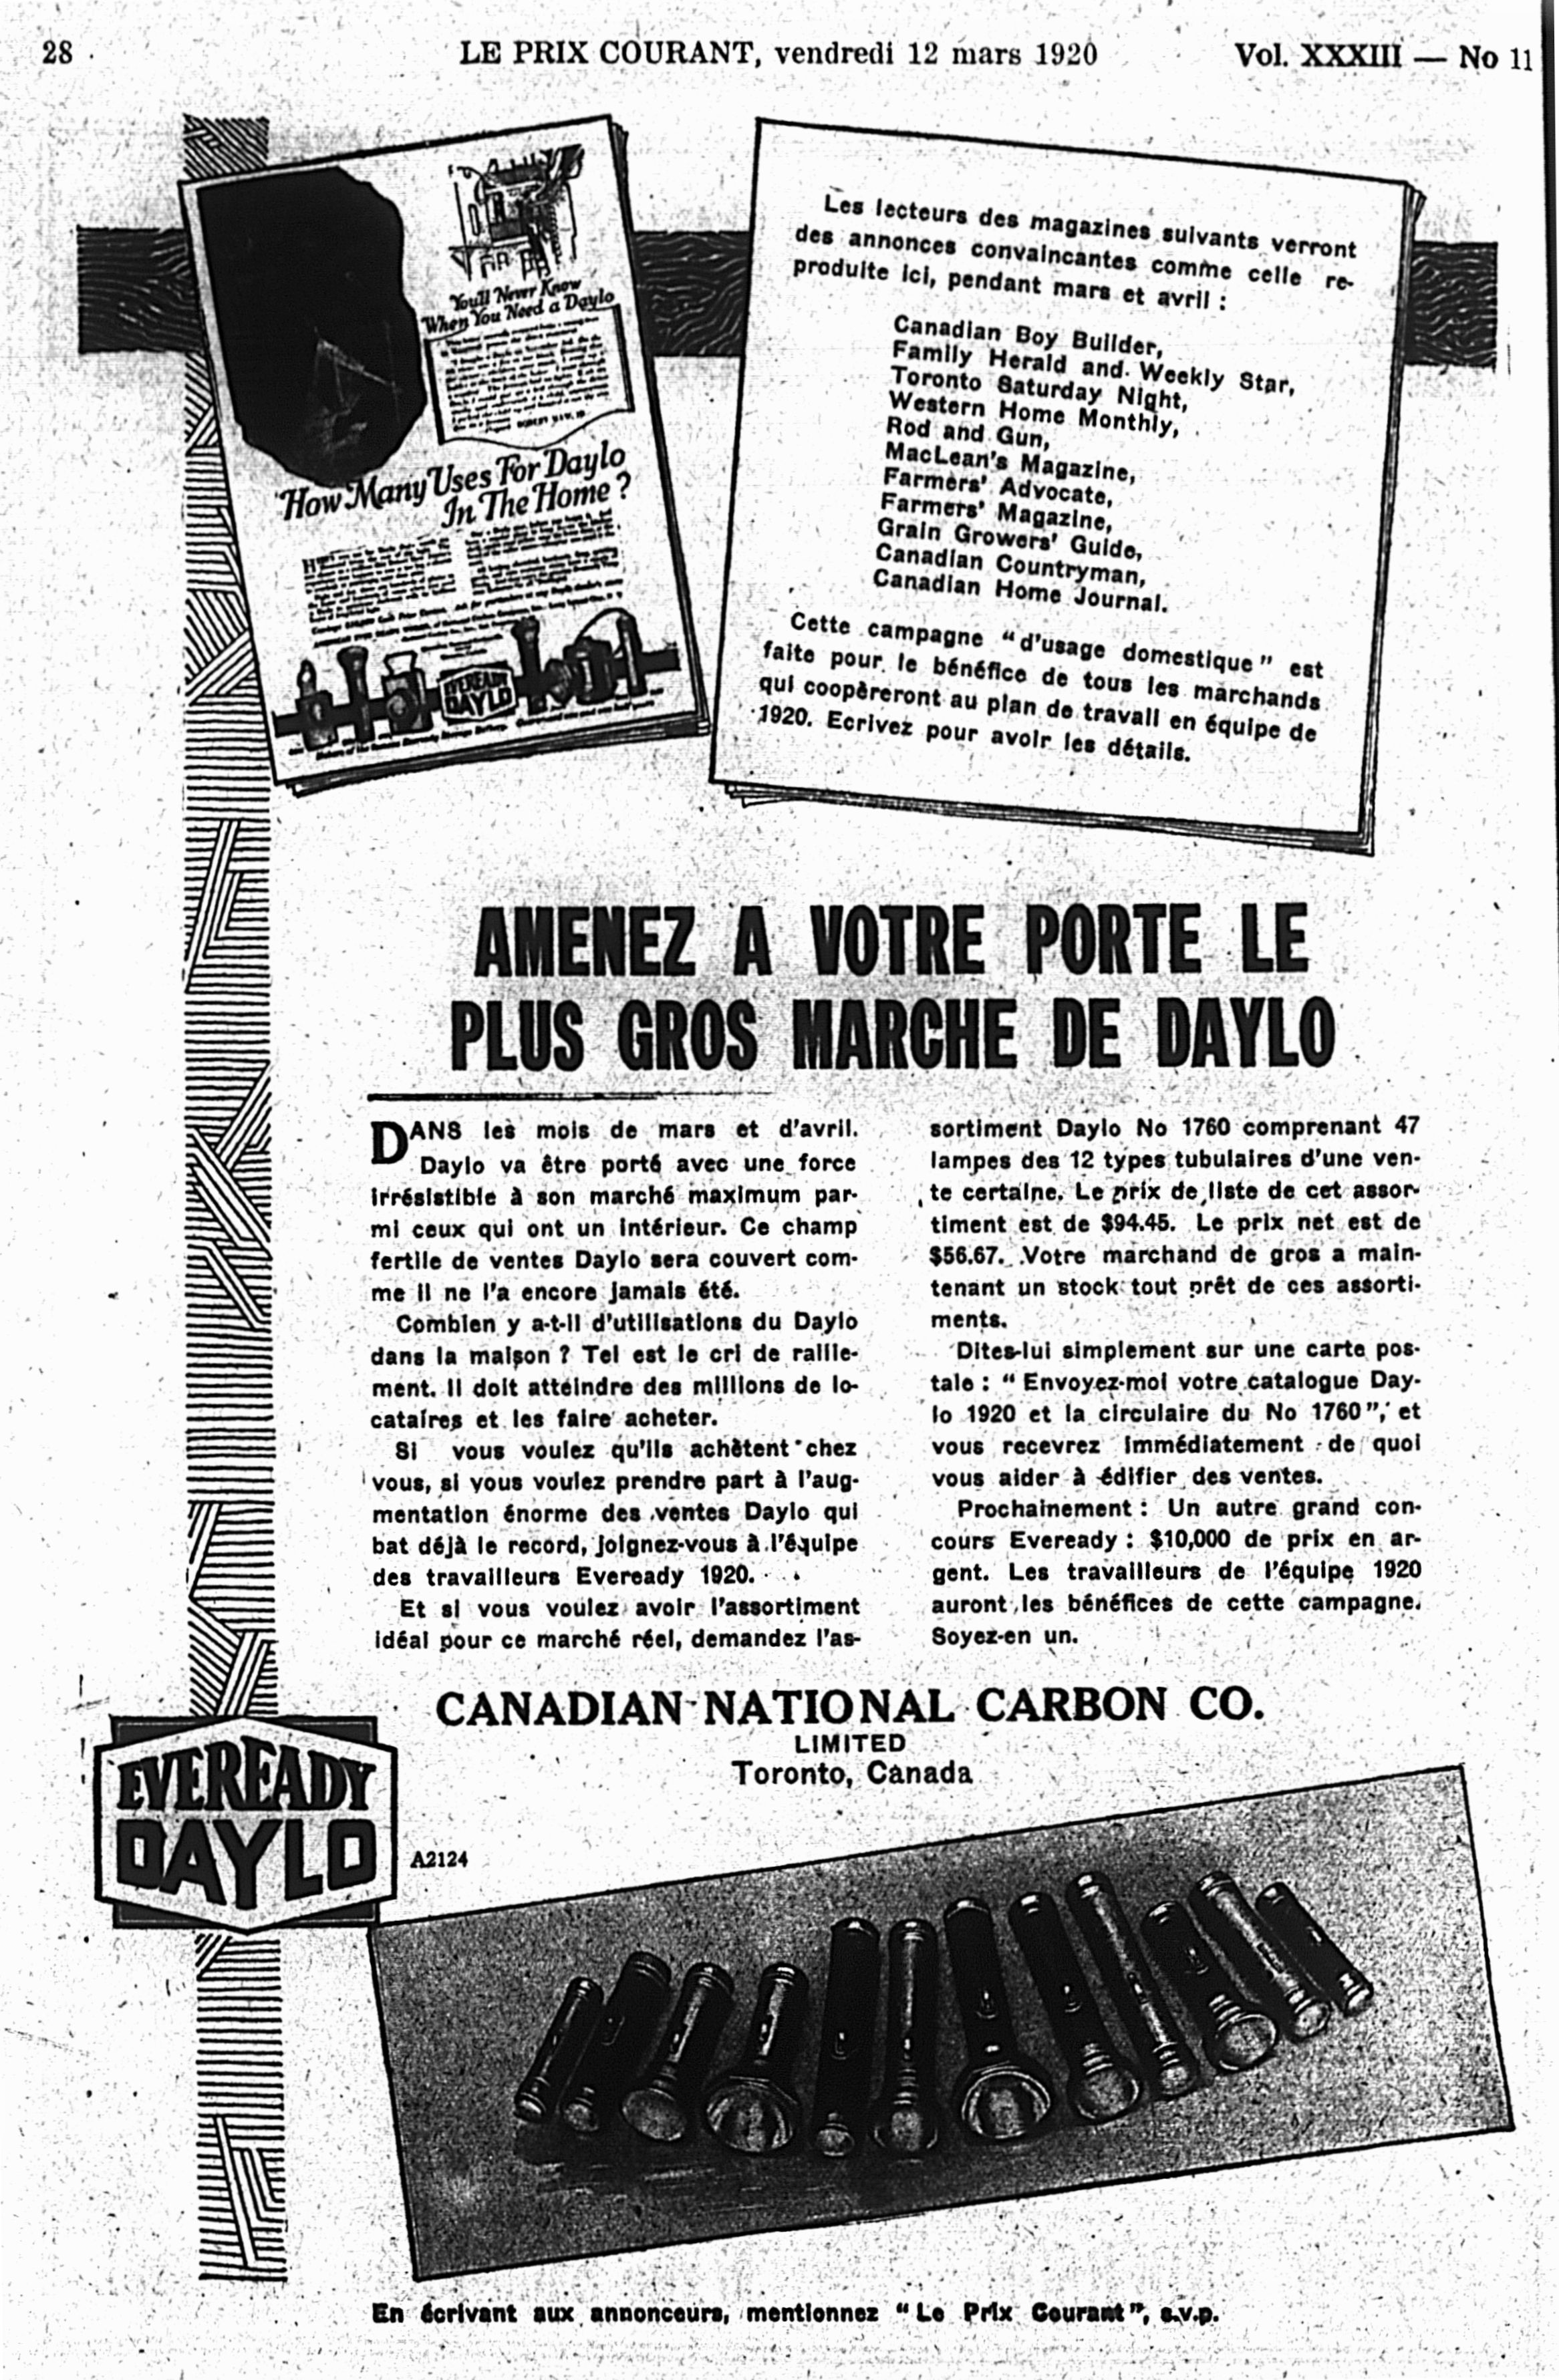 28
LE PRIX COURANT, vendredi 12 mars 1920
Vol. XXXIII — No 11
You'll Never Know
When You Need a Daylo
How Many Uses For Daylo
In The Home?
EVEREADY
DAYLO
Les lecteurs des magazines suivants verront
des annonces convaincantes comme celle re-
produite ici, pendant mars et avril :
Canadian Boy Builder,
Family Herald and Weekly Star,
Toronto Saturday Night,
Western Home Monthly,
Rod and Gun,
MacLean's Magazine,
Farmers' Advocate,
Farmers' Magazine,
Grain Growers' Guide,
Canadian Countryman,
Canadian Home Journal.
Cette campagne "d'usage domestique" est
faite pour le bénéfice de tous les marchands
qui coopèreront au plan de travail en équipe de
1920. Ecrivez pour avoir les détails.
AMENEZ A VOTRE PORTE LE
PLUS GROS MARCHE DE DAYLO
DANS les mois de mars et d'avril.
Daylo va être porté avec une force
irrésistible à son marché maximum par-
mi ceux qui ont un intérieur. Ce champ
fertile de ventes Daylo sera couvert com-
me il ne l'a encore jamais été.
Combien y a-t-il d'utilisations du Daylo
dans la maison ? Tel est le cri de rallie-
ment. Il doit atteindre des millions de lo-
cataires et les faire acheter.
Si vous voulez qu'ils achètent chez
vous, si vous voulez prendre part à l'aug-
mentation énorme des ventes Daylo qui
bat déjà le record, joignez-vous à l'équipe
des travailleurs Eveready 1920.
Et si vous voulez avoir l'assortiment
idéal pour ce marché réel, demandez l'as-
sortiment Daylo No 1760 comprenant 47
lampes des 12 types tubulaires d'une ven-
te certaine. Le prix de liste de cet assor-
timent est de $94.45. Le prix net est de
$56.67. Votre marchand de gros a main-
tenant un stock tout prêt de ces assorti-
ments.
Dites-lui simplement sur une carte pos-
tale : " Envoyez-moi votre catalogue Day-
lo 1920 et la circulaire du No 1760", et
vous recevrez immédiatement de quoi
vous aider à édifier des ventes.
Prochainement : Un autre grand con-
cours Eveready : $10,000 de prix en ar-
gent. Les travailleurs de l'équipe 1920
auront les bénéfices de cette campagne.
Soyez-en un.
CANADIAN NATIONAL CARBON CO.
LIMITED
Toronto, Canada
EVEREADY
DAYLO
A2124
En écrivant aux annonceurs, mentionnez "Le Prix Courant", s.v.p.